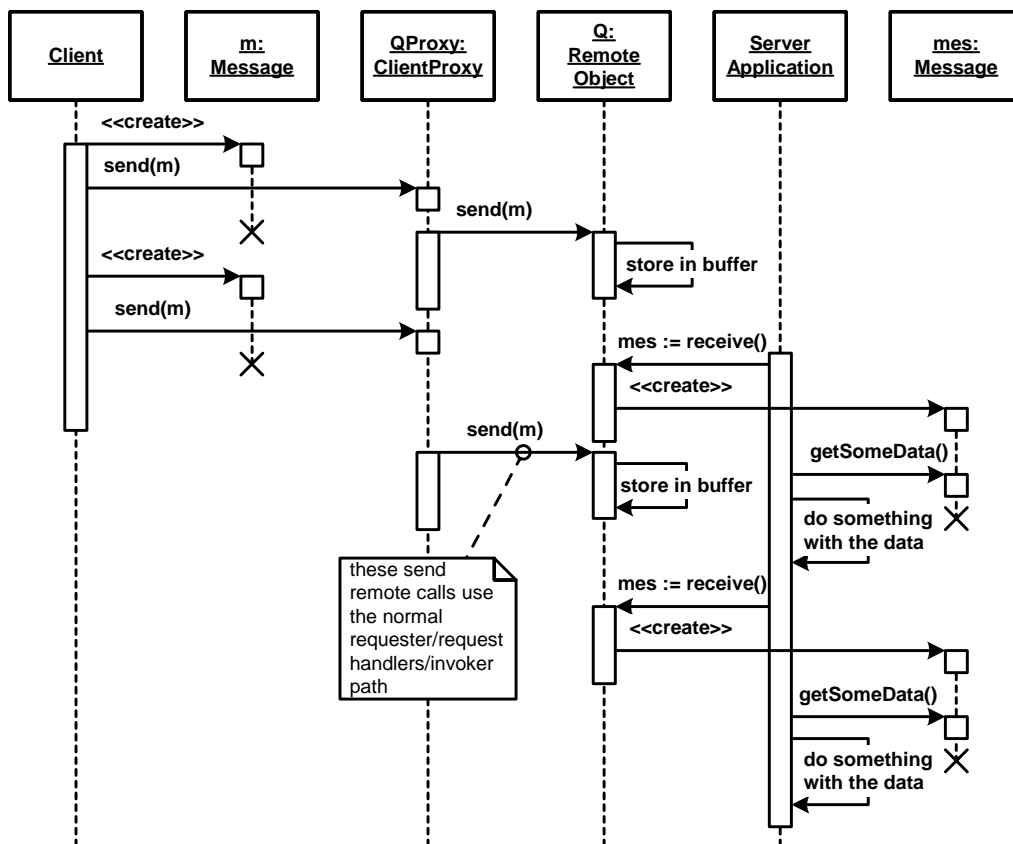 Client
m:
Message
QProxy:
ClientProxy
Q:
Remote
Object
Server
Application
mes:
Message
<<create>>
send(m)
send(m)
store in buffer
<<create>>
send(m)
mes := receive()
<<create>>
send(m)
getSomeData()
store in buffer
do something
with the data
these send
remote calls use
the normal
requester/request
handlers/invoker
path
mes := receive()
<<create>>
getSomeData()
do something
with the data